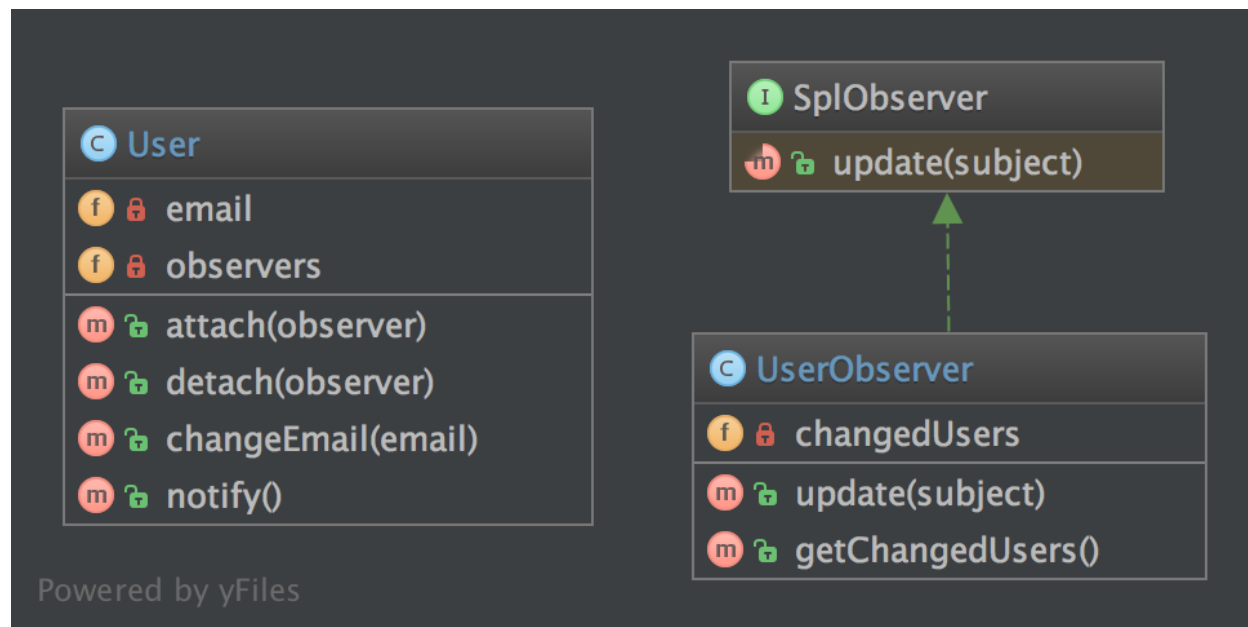 C User
f email
f observers
m attach(observer)
m detach(observer)
m changeEmail(email)
m notify()
I SplObserver
m update(subject)
C UserObserver
f changedUsers
m update(subject)
m getChangedUsers()
Powered by yFiles